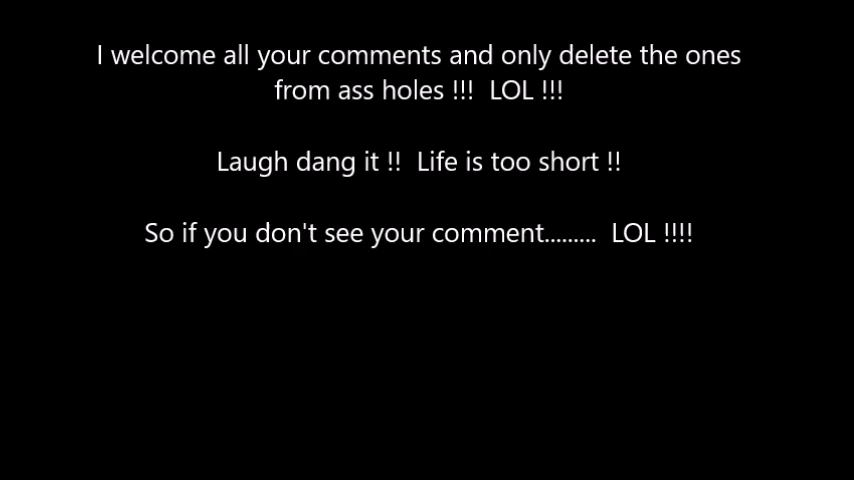 I welcome all your comments and only delete the ones
from ass holes !!!  LOL !!!
Laugh dang it !!  Life is too short !!
So if you don't see your comment.........  LOL !!!!